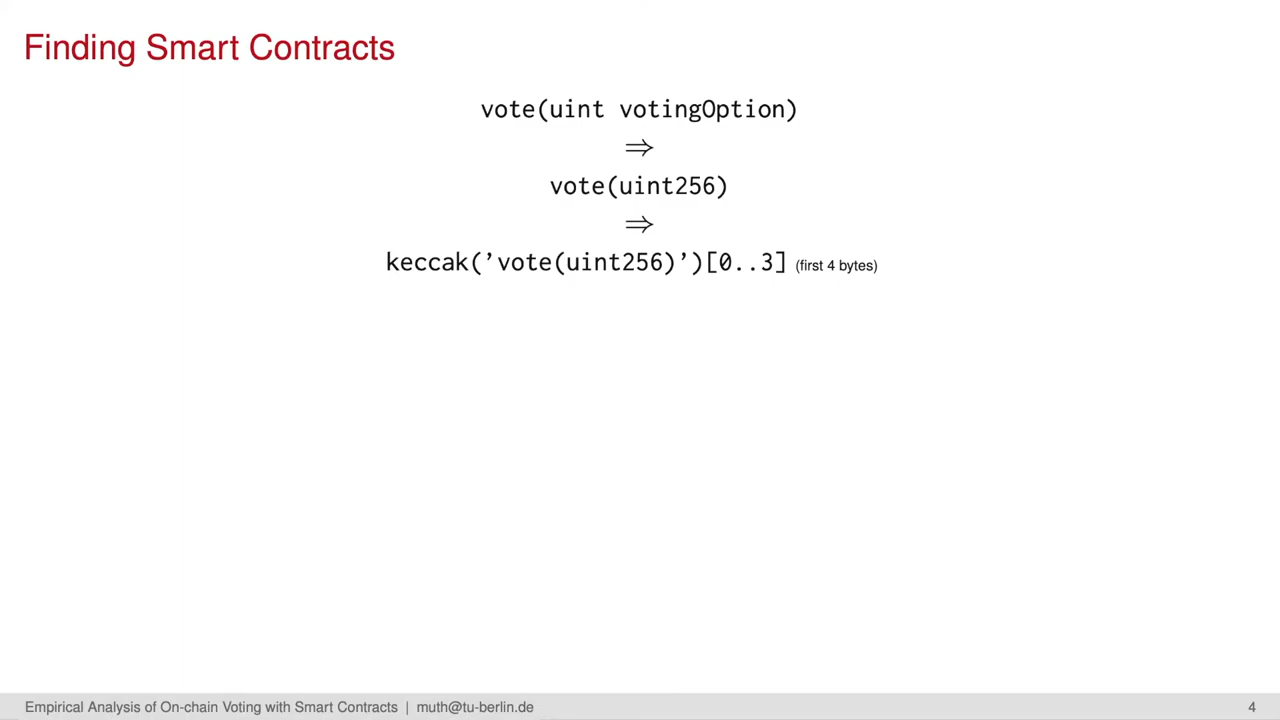 Finding Smart Contracts
vote(uint votingOption)
⇒
vote(uint256)
⇒
keccak(’vote(uint256)’)[0..3] (first 4 bytes)
Empirical Analysis of On-chain Voting with Smart Contracts | muth@tu-berlin.de 4